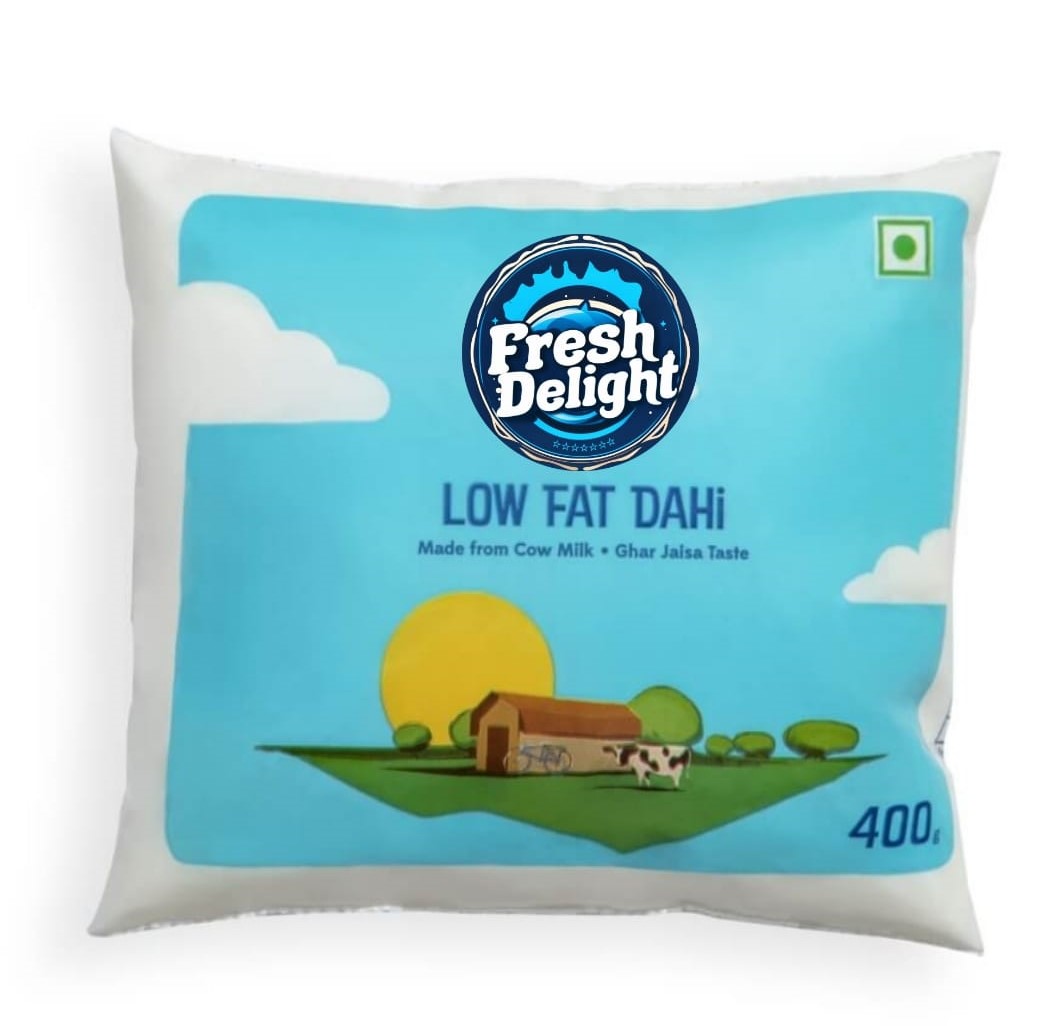 Fresh
Delight
LOW FAT DAHi
Made from Cow Milk • Ghar Jaisa Taste
400g